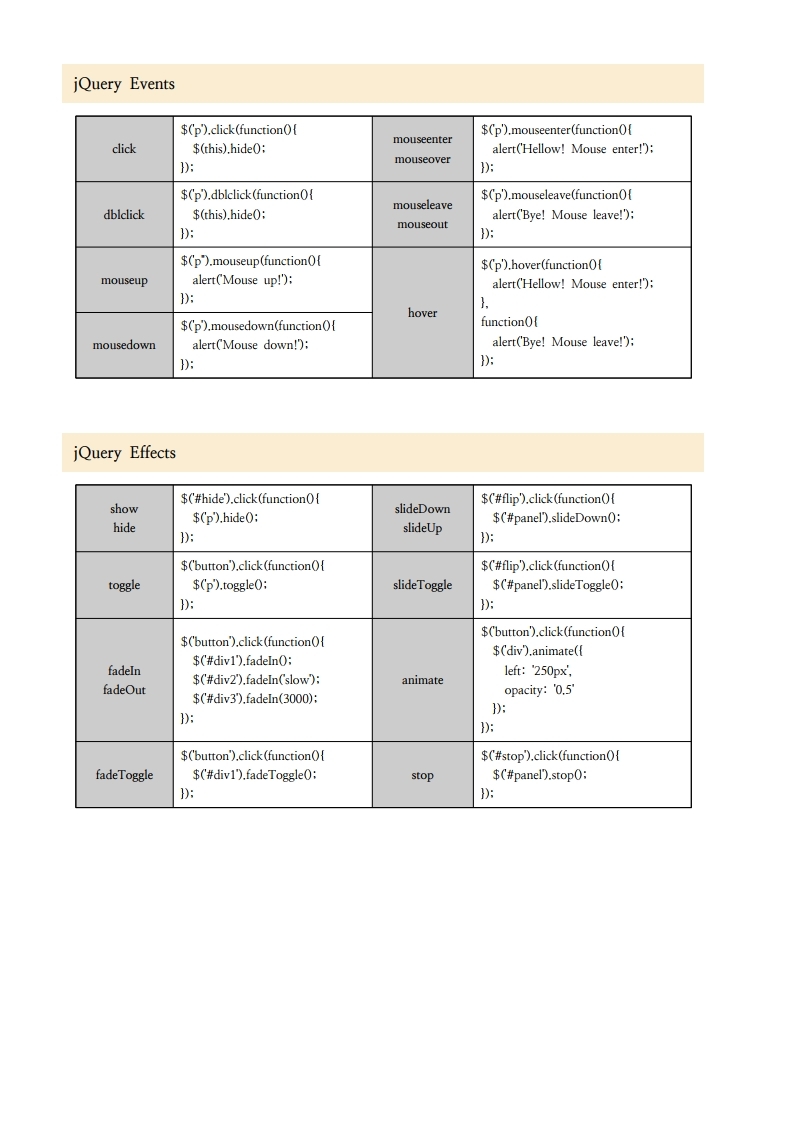 jQuery Events
click
$('p').click(function(){
$(this).hide();
});
mouseenter
mouseover
$('p').mouseenter(function(){
alert('Hellow! Mouse enter!');
});
dblclick
$('p').dblclick(function(){
$(this).hide();
});
mouseleave
mouseout
$('p').mouseleave(function(){
alert('Bye! Mouse leave!');
});
mouseup
$('p'').mouseup(function(){
alert('Mouse up!');
});
hover
$('p').hover(function(){
alert('Hellow! Mouse enter!');
},
function(){
alert('Bye! Mouse leave!');
});
mousedown
$('p').mousedown(function(){
alert('Mouse down!');
});
jQuery Effects
show
hide
$('#hide').click(function(){
$('p').hide();
});
slideDown
slideUp
$('#flip').click(function(){
$('#panel').slideDown();
});
toggle
$('button').click(function(){
$('p').toggle();
});
slideToggle
$('#flip').click(function(){
$('#panel').slideToggle();
});
fadeIn
fadeOut
$('button').click(function(){
$('#div1').fadeIn();
$('#div2').fadeIn('slow');
$('#div3').fadeIn(3000);
});
animate
$('button').click(function(){
$('div').animate({
left: '250px',
opacity: '0.5'
});
});
fadeToggle
$('button').click(function(){
$('#div1').fadeToggle();
});
stop
$('#stop').click(function(){
$('#panel').stop();
});